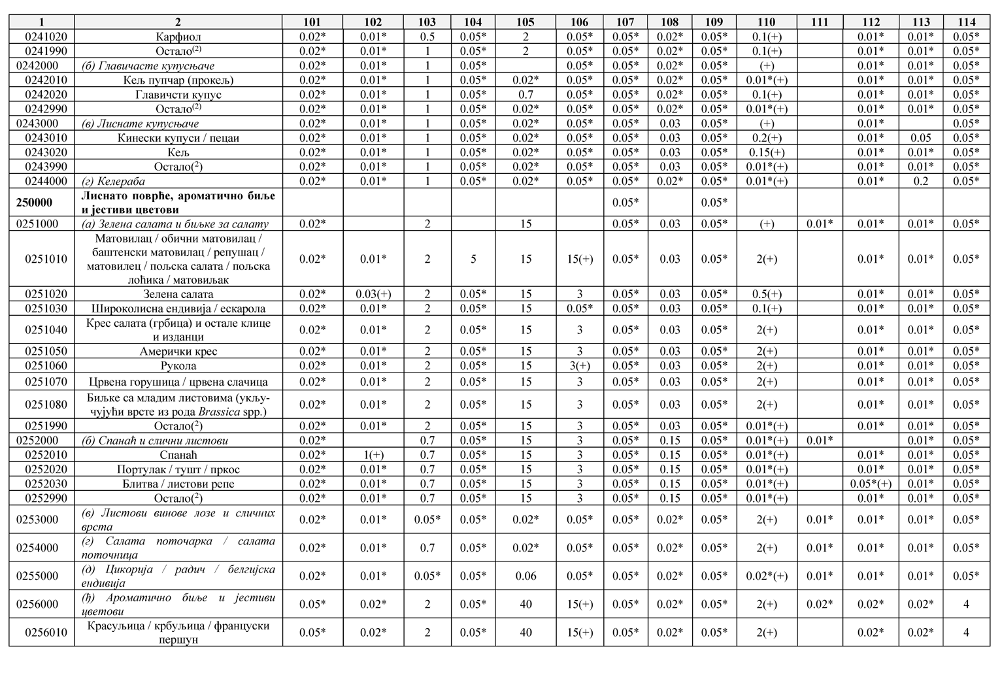 1 2 101 102 103 104 105 106 107 108 109 110 111 112 113 114
0241020 Карфиол 0.02* 0.01* 0.5 0.05* 2 0.05* 0.05* 0.02* 0.05* 0.1(+) 0.01* 0.01* 0.05*
0241990 Остало(2) 0.02* 0.01* 1 0.05* 2 0.05* 0.05* 0.02* 0.05* 0.1(+) 0.01* 0.01* 0.05*
0242000 (б) Главичасте купусњаче 0.02* 0.01* 1 0.05* 0.05* 0.05* 0.02* 0.05* (+) 0.01* 0.01* 0.05*
0242010 Кељ пупчар (прокељ) 0.02* 0.01* 1 0.05* 0.02* 0.05* 0.05* 0.02* 0.05* 0.01*(+) 0.01* 0.01* 0.05*
0242020 Главичсти купус 0.02* 0.01* 1 0.05* 0.7 0.05* 0.05* 0.02* 0.05* 0.1(+) 0.01* 0.01* 0.05*
0242990 Остало(2) 0.02* 0.01* 1 0.05* 0.02* 0.05* 0.05* 0.02* 0.05* 0.01*(+) 0.01* 0.01* 0.05*
0243000 (в) Лиснате купусњаче 0.02* 0.01* 1 0.05* 0.02* 0.05* 0.05* 0.03 0.05* (+) 0.01* 0.05*
0243010 Кинески купуси / пецаи 0.02* 0.01* 1 0.05* 0.02* 0.05* 0.05* 0.03 0.05* 0.2(+) 0.01* 0.05 0.05*
0243020 Кељ 0.02* 0.01* 1 0.05* 0.02* 0.05* 0.05* 0.03 0.05* 0.15(+) 0.01* 0.01* 0.05*
0243990 Остало(2) 0.02* 0.01* 1 0.05* 0.02* 0.05* 0.05* 0.03 0.05* 0.01*(+) 0.01* 0.01* 0.05*
0244000 (г) Келераба 0.02* 0.01* 1 0.05* 0.02* 0.05* 0.05* 0.02* 0.05* 0.01*(+) 0.01* 0.2 0.05*
Лиснато поврће, ароматично биље
250000 0.05* 0.05*
и јестиви цветови
0251000 (а) Зелена салата и биљке за салату 0.02* 2 15 0.05* 0.03 0.05* (+) 0.01* 0.01* 0.01* 0.05*
Матовилац / обични матовилац /
баштенски матовилац / репушац /
0251010 0.02* 0.01* 2 5 15 15(+) 0.05* 0.03 0.05* 2(+) 0.01* 0.01* 0.05*
матовилец / пољска салата / пољска
лоћика / матовиљак
0251020 Зелена салата 0.02* 0.03(+) 2 0.05* 15 3 0.05* 0.03 0.05* 0.5(+) 0.01* 0.01* 0.05*
0251030 Широколисна ендивија / ескарола 0.02* 0.01* 2 0.05* 15 0.05* 0.05* 0.03 0.05* 0.1(+) 0.01* 0.01* 0.05*
Крес салата (грбица) и остале клице
0251040 0.02* 0.01* 2 0.05* 15 3 0.05* 0.03 0.05* 2(+) 0.01* 0.01* 0.05*
и изданци
0251050 Амерички крес 0.02* 0.01* 2 0.05* 15 3 0.05* 0.03 0.05* 2(+) 0.01* 0.01* 0.05*
0251060 Рукола 0.02* 0.01* 2 0.05* 15 3(+) 0.05* 0.03 0.05* 2(+) 0.01* 0.01* 0.05*
0251070 Црвена горушица / црвена слачица 0.02* 0.01* 2 0.05* 15 3 0.05* 0.03 0.05* 2(+) 0.01* 0.01* 0.05*
Биљке са младим листовима (укљу-
0251080 0.02* 0.01* 2 0.05* 15 3 0.05* 0.03 0.05* 2(+) 0.01* 0.01* 0.05*
чујући врсте из рода Brassica spp.)
0251990 Остало(2) 0.02* 0.01* 2 0.05* 15 3 0.05* 0.03 0.05* 0.01*(+) 0.01* 0.01* 0.05*
0252000 (б) Спанаћ и слични листови 0.02* 0.7 0.05* 15 3 0.05* 0.15 0.05* 0.01*(+) 0.01* 0.01* 0.05*
0252010 Спанаћ 0.02* 1(+) 0.7 0.05* 15 3 0.05* 0.15 0.05* 0.01*(+) 0.01* 0.01* 0.05*
0252020 Портулак / тушт / пркос 0.02* 0.01* 0.7 0.05* 15 3 0.05* 0.15 0.05* 0.01*(+) 0.01* 0.01* 0.05*
0252030 Блитва / листови репе 0.02* 0.01* 0.7 0.05* 15 3 0.05* 0.15 0.05* 0.01*(+) 0.05*(+) 0.01* 0.05*
0252990 Остало(2) 0.02* 0.01* 0.7 0.05* 15 3 0.05* 0.15 0.05* 0.01*(+) 0.01* 0.01* 0.05*
(в) Листови винове лозе и сличних
0253000 0.02* 0.01* 0.05* 0.05* 0.02* 0.05* 0.05* 0.02* 0.05* 2(+) 0.01* 0.01* 0.01* 0.05*
врста
(г) Салата поточарка / салата
0254000 0.02* 0.01* 0.7 0.05* 0.02* 0.05* 0.05* 0.02* 0.05* 2(+) 0.01* 0.01* 0.01* 0.05*
поточница
(д) Цикорија / радич / белгијска
0255000 0.02* 0.01* 0.05* 0.05* 0.06 0.05* 0.05* 0.02* 0.05* 0.02*(+) 0.01* 0.01* 0.01* 0.05*
ендивија
(ђ) Ароматично биље и јестиви
0256000 0.05* 0.02* 2 0.05* 40 15(+) 0.05* 0.02* 0.05* 2(+) 0.02* 0.02* 0.02* 4
цветови
Красуљица / крбуљица / француски
0256010 0.05* 0.02* 2 0.05* 40 15(+) 0.05* 0.02* 0.05* 2(+) 0.02* 0.02* 4
першун